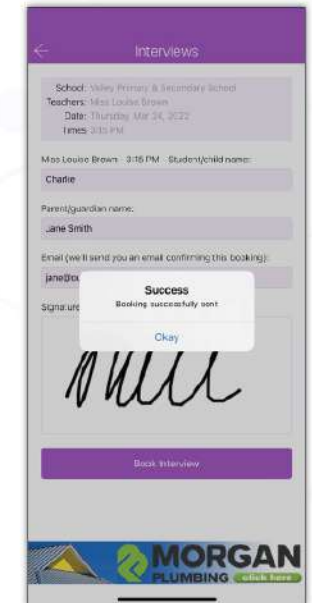 Interviews
School: Valley Primary & Secondary School
Teachers: Miss Louise Brown
Date: Thursday, Mar 24, 2022
Times 3:15 PM
Miss Louise Brown - 3:15 PM - Student/child name:
Charlie
Parent/guardian name:
Jane Smith
Email (we'll send you an email confirming this booking):
Signature
Success
Booking successfully sent
Okay
Book Interview
MORGAN
PLUMBING click here